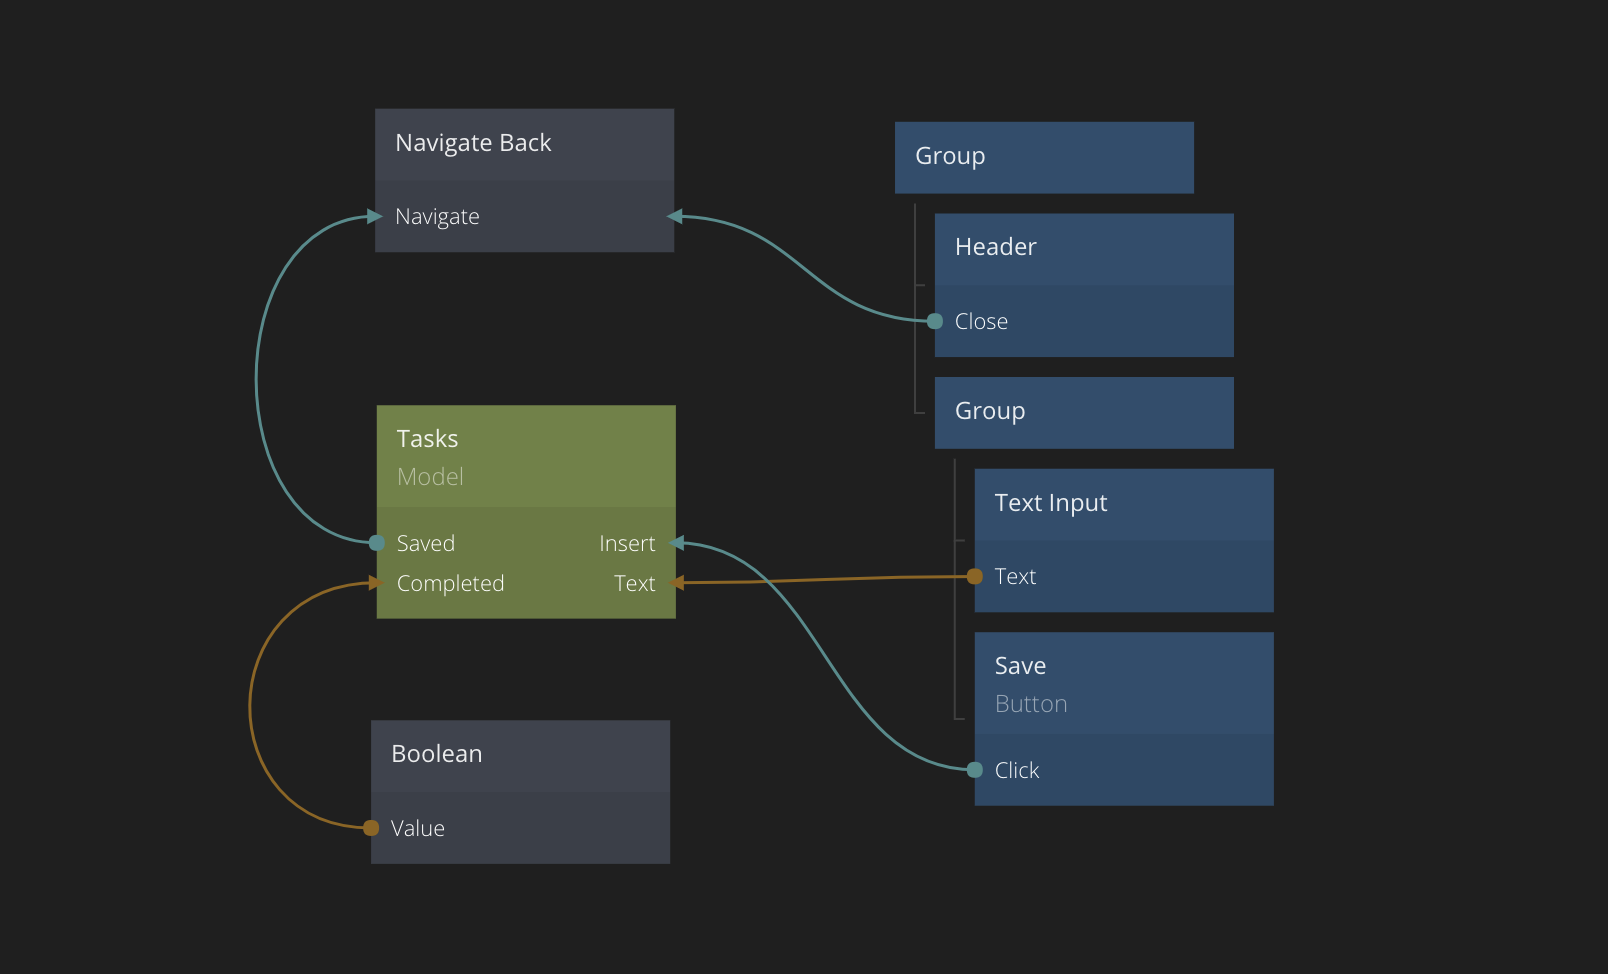 Navigate Back
Navigate
Tasks
Model
Saved
Insert
Completed
Text
Boolean
Value
Group
Header
Close
Group
Text Input
Text
Save
Button
Click